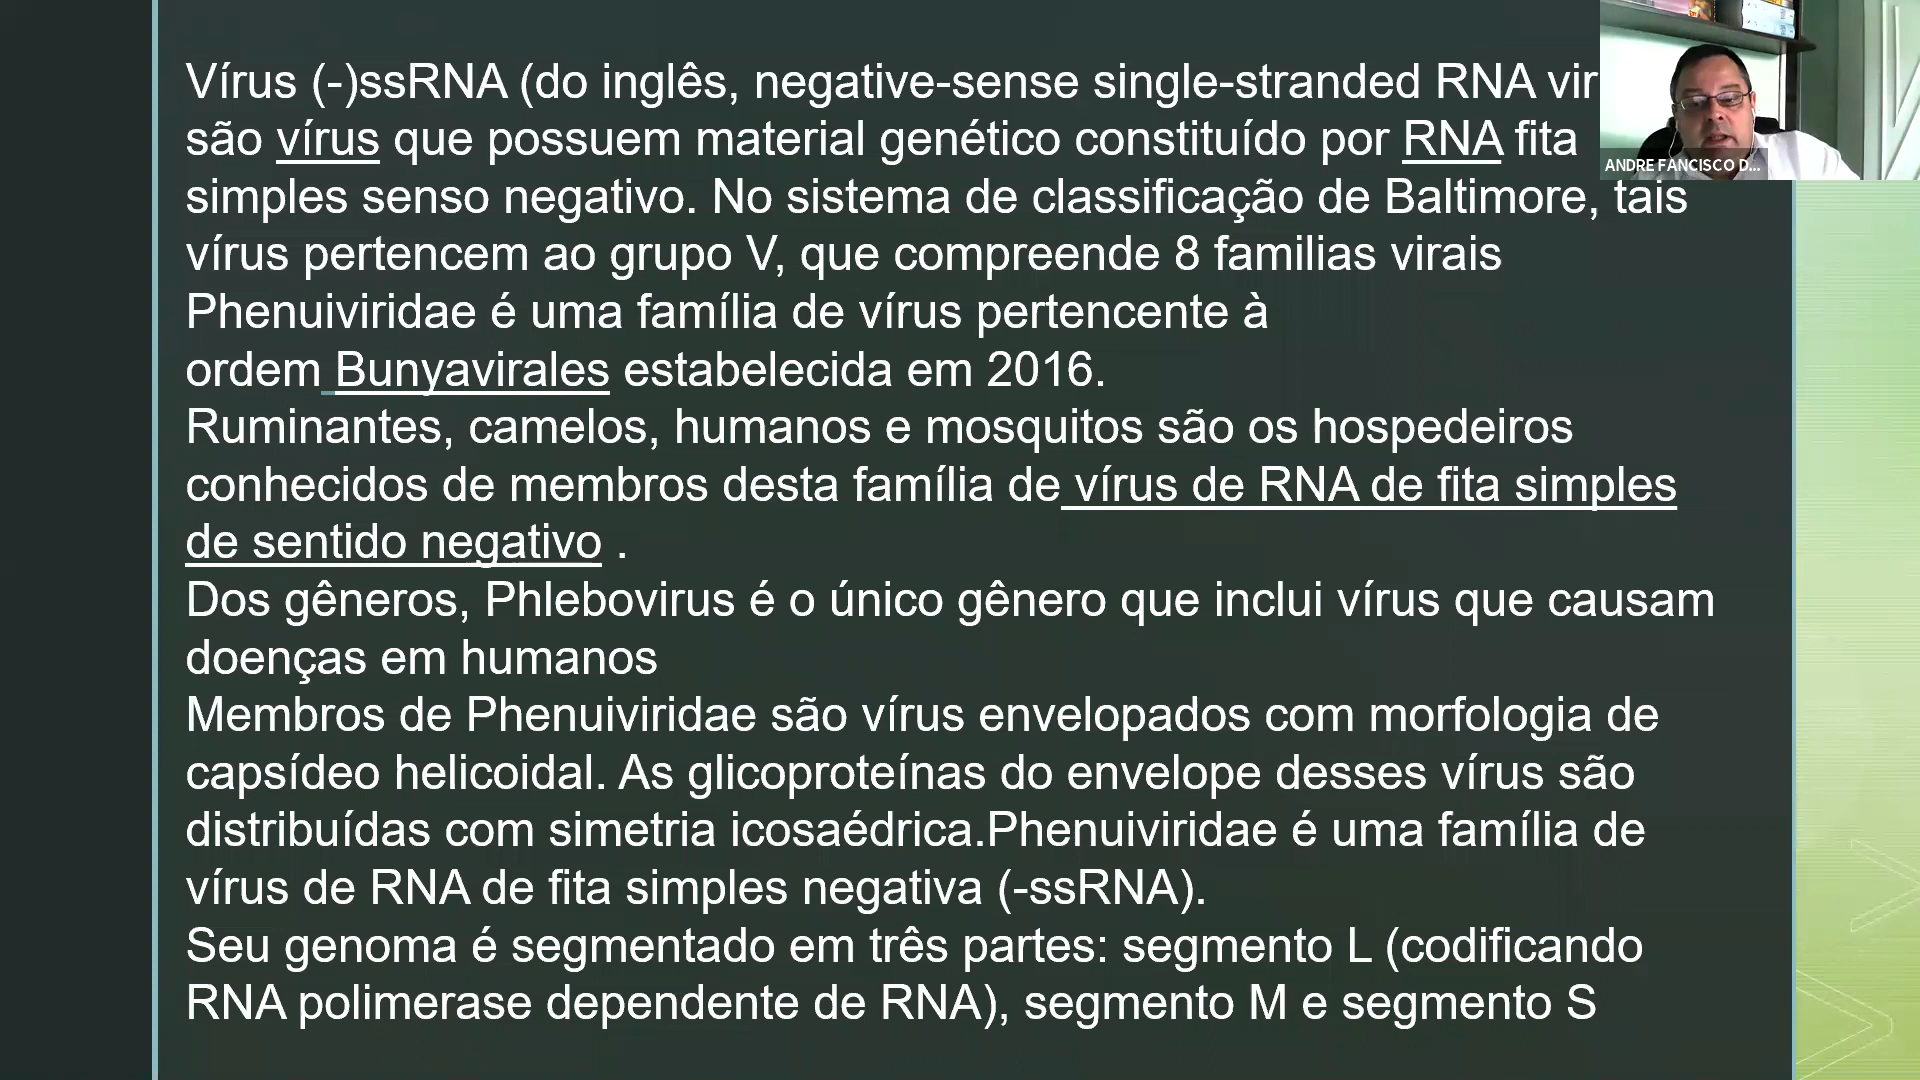 Vírus (-)ssRNA (do inglês, negative-sense single-stranded RNA vir
são vírus que possuem material genético constituído por RNA fita
simples senso negativo. No sistema de classificação de Baltimore, tais
vírus pertencem ao grupo V, que compreende 8 familias virais
Phenuiviridae é uma família de vírus pertencente à
ordem Bunyavirales estabelecida em 2016.
Ruminantes, camelos, humanos e mosquitos são os hospedeiros
conhecidos de membros desta família de vírus de RNA de fita simples
de sentido negativo .
Dos gêneros, Phlebovirus é o único gênero que inclui vírus que causam
doenças em humanos
Membros de Phenuiviridae são vírus envelopados com morfologia de
capsídeo helicoidal. As glicoproteínas do envelope desses vírus são
distribuídas com simetria icosaédrica.Phenuiviridae é uma família de
vírus de RNA de fita simples negativa (-ssRNA).
Seu genoma é segmentado em três partes: segmento L (codificando
RNA polimerase dependente de RNA), segmento M e segmento S
ANDRE FANCISCO D...